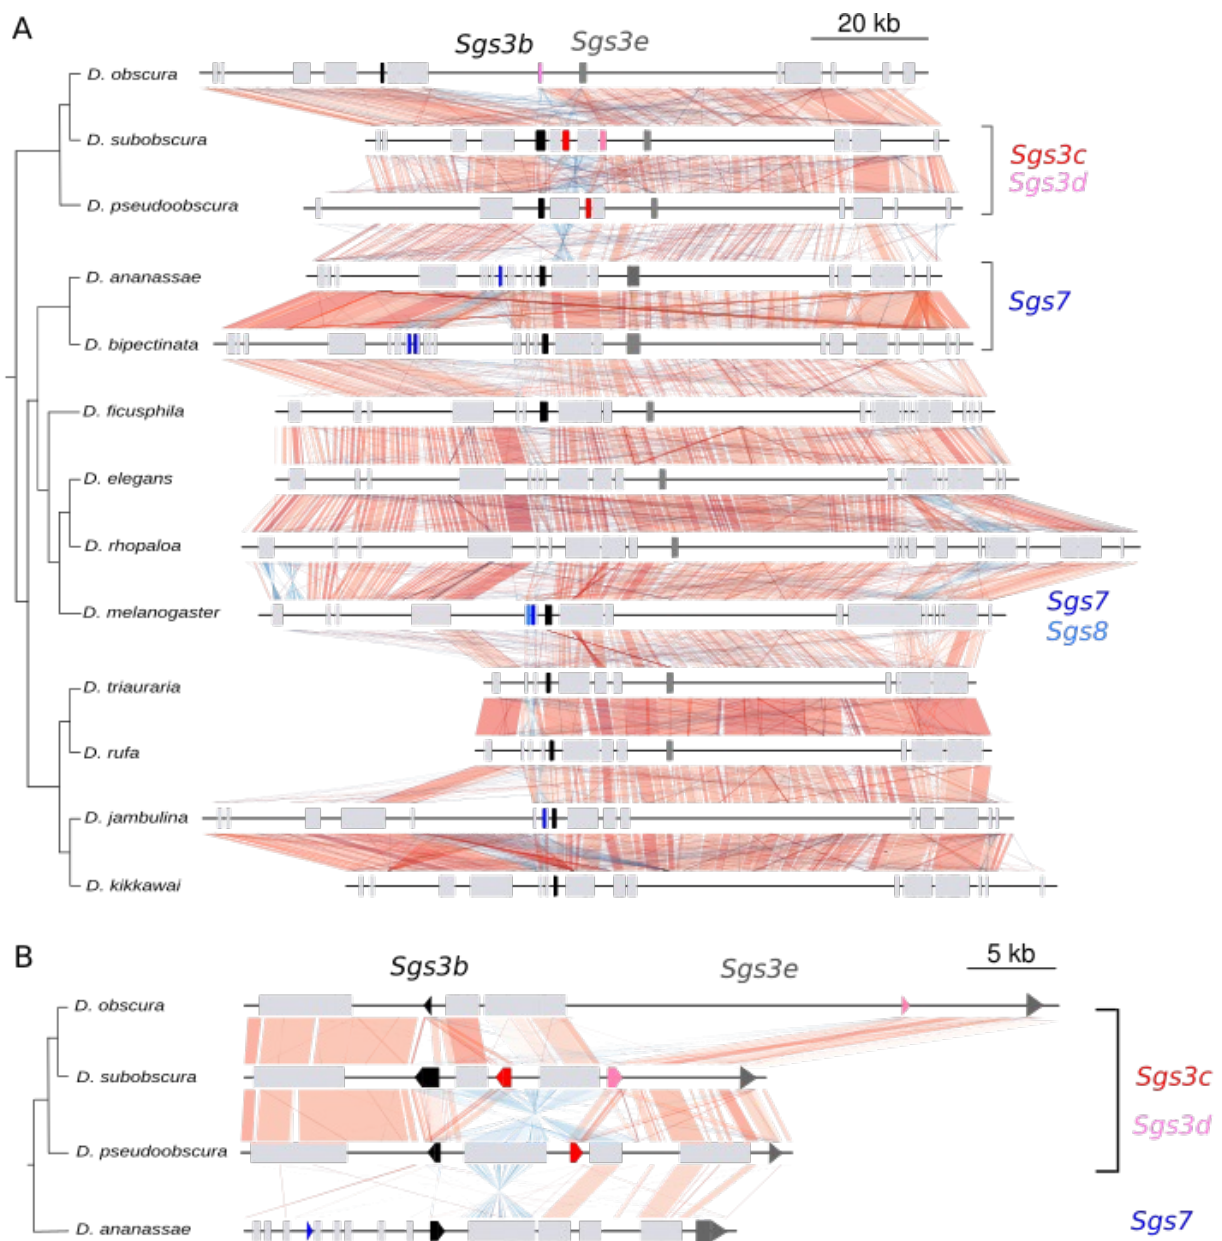 A
20 kb
Sgs3b
Sgs3e
D. obscura
D. subobscura
Sgs3c
Sgs3d
D. pseudoobscura
D. ananassae
Sgs7
D. bipectinata
D. ficusphila
D. elegans
D. rhopaloa
Sgs7
D. melanogaster
Sgs8
D. triauraria
D. rufa
D. jambulina
D. kikkawai
B
5 kb
Sgs3b
Sgs3e
D. obscura
D. subobscura
Sgs3c
Sgs3d
D. pseudoobscura
D. ananassae
Sgs7